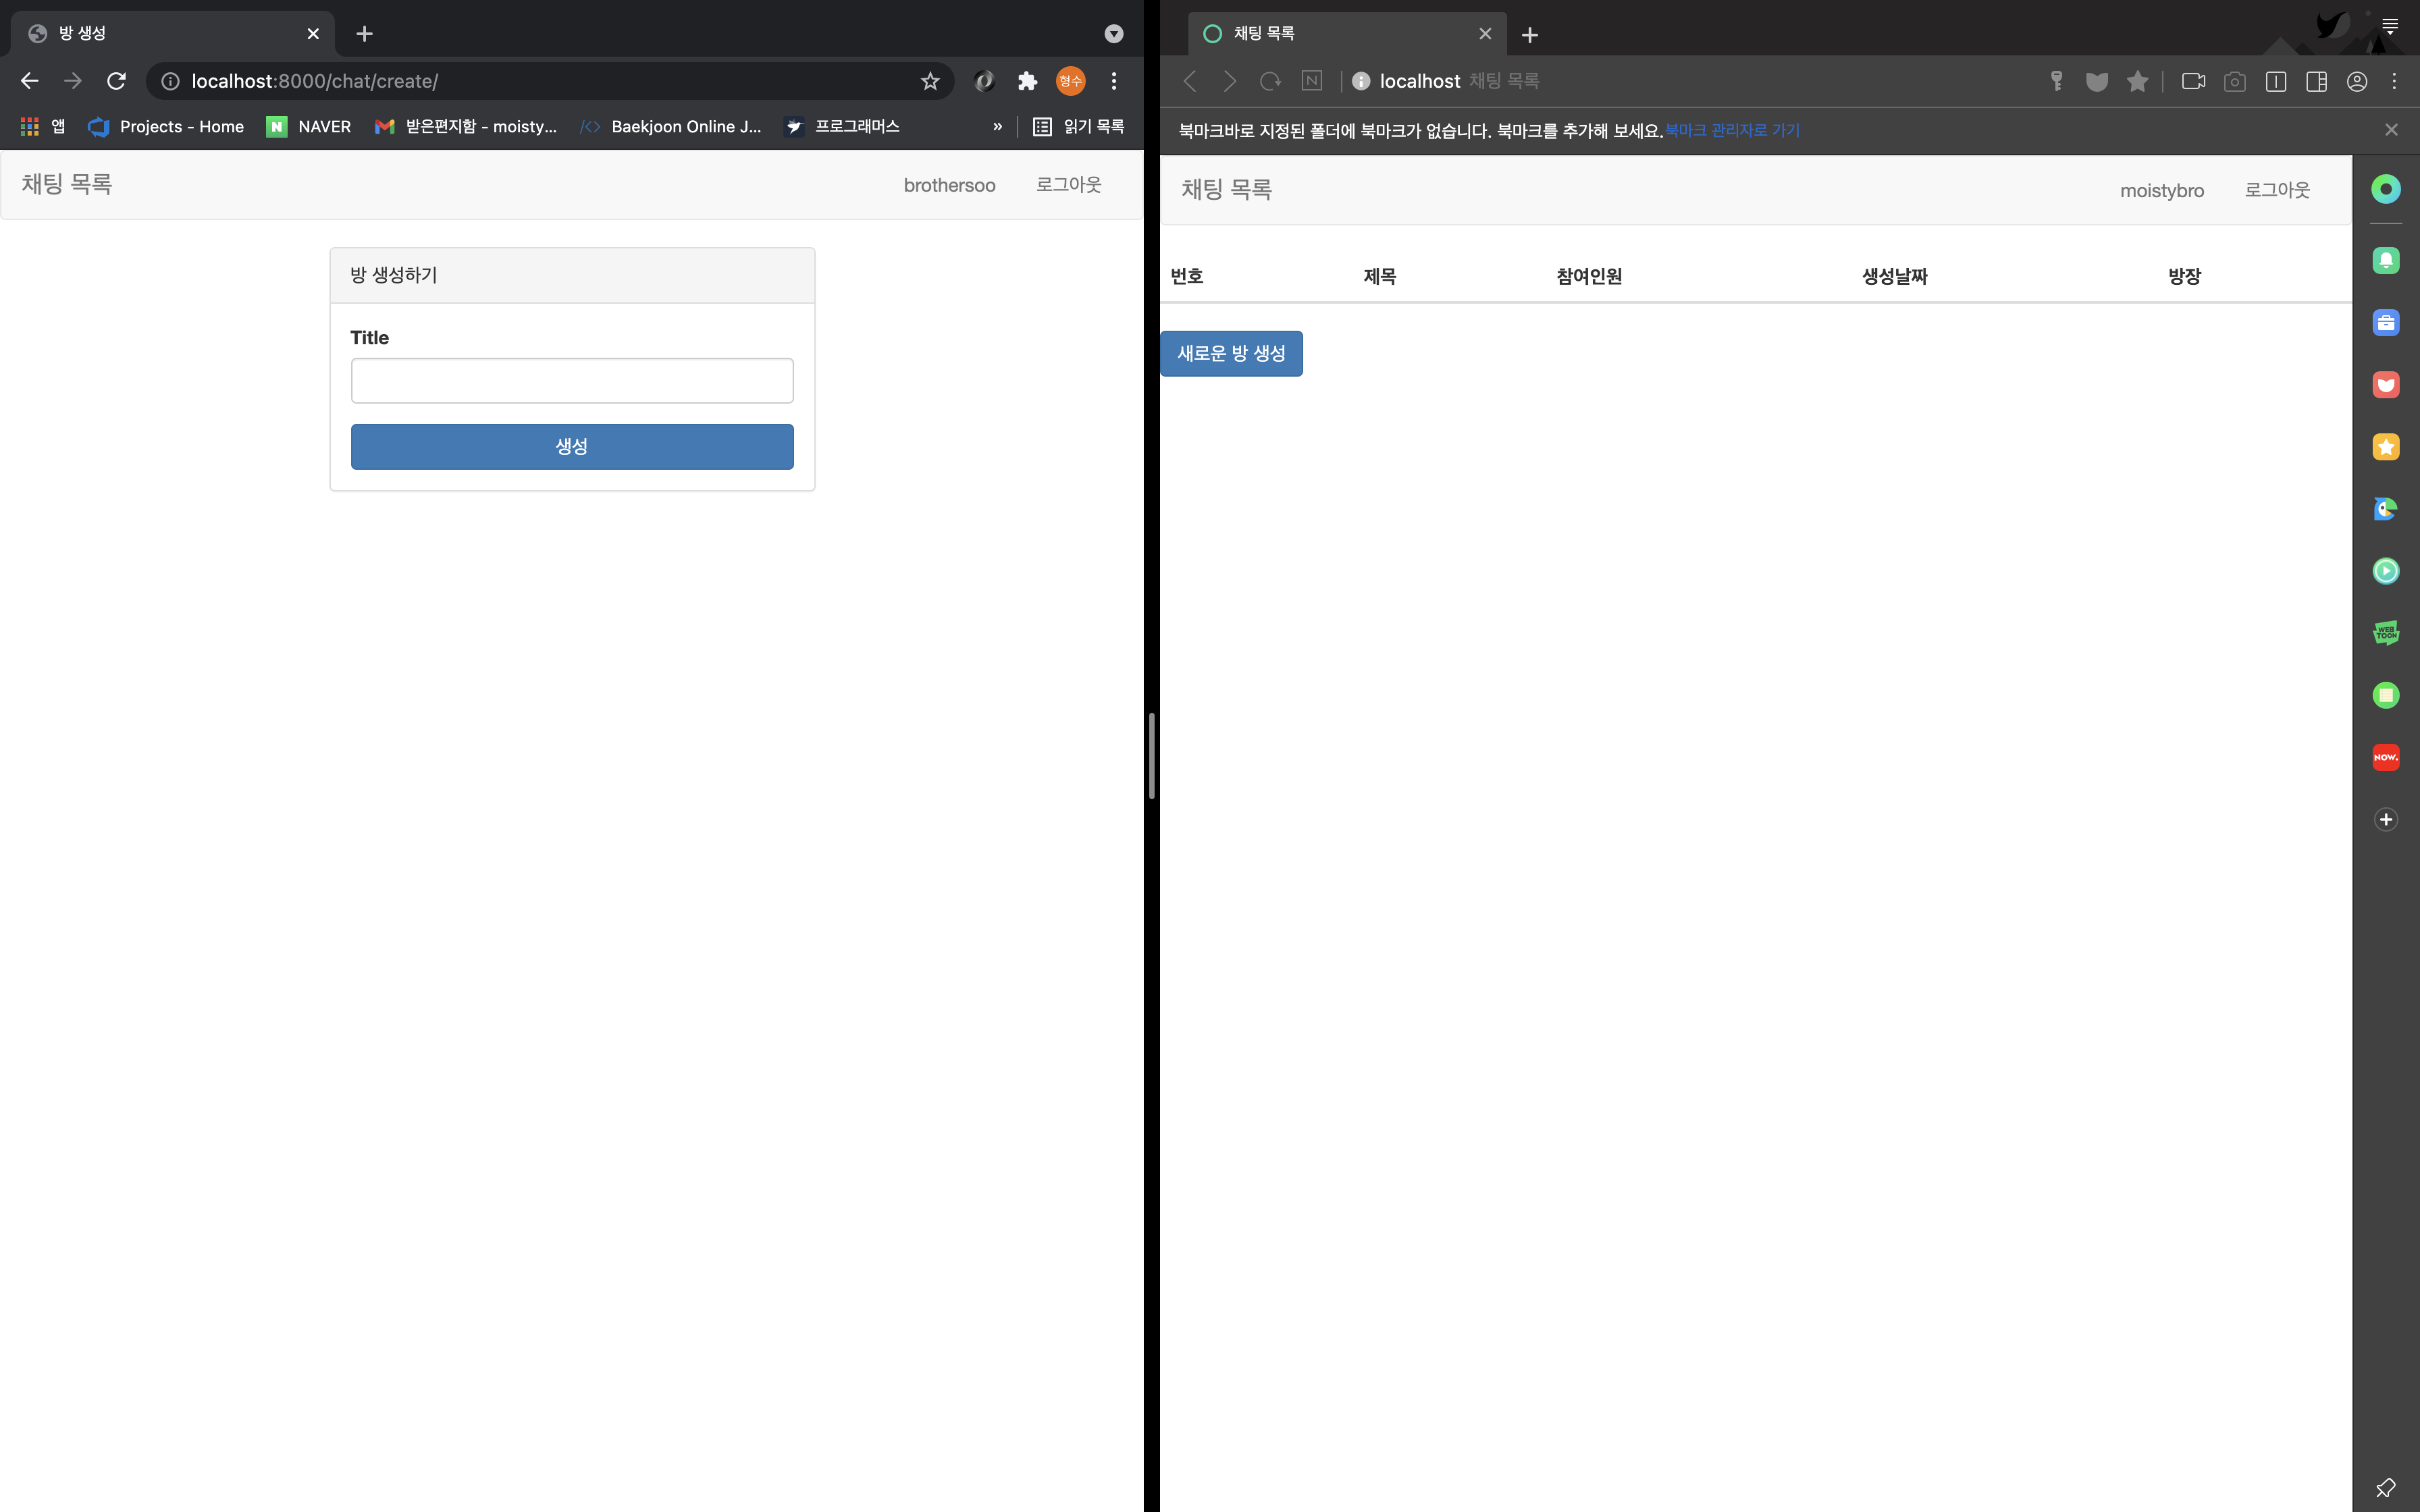 방 생성
localhost:8000/chat/create/
형수
앱 Projects - Home N NAVER 받은편지함 - moisty... </> Baekjoon Online J... 프로그래머스 » 읽기 목록
채팅 목록 brothersoo 로그아웃
방 생성하기
Title
생성
채팅 목록
N localhost 채팅 목록
북마크바로 지정된 폴더에 북마크가 없습니다. 북마크를 추가해 보세요. 북마크 관리자로 가기
채팅 목록 moistybro 로그아웃
번호 제목 참여인원 생성날짜 방장
새로운 방 생성
WEB
TOON
NOW.